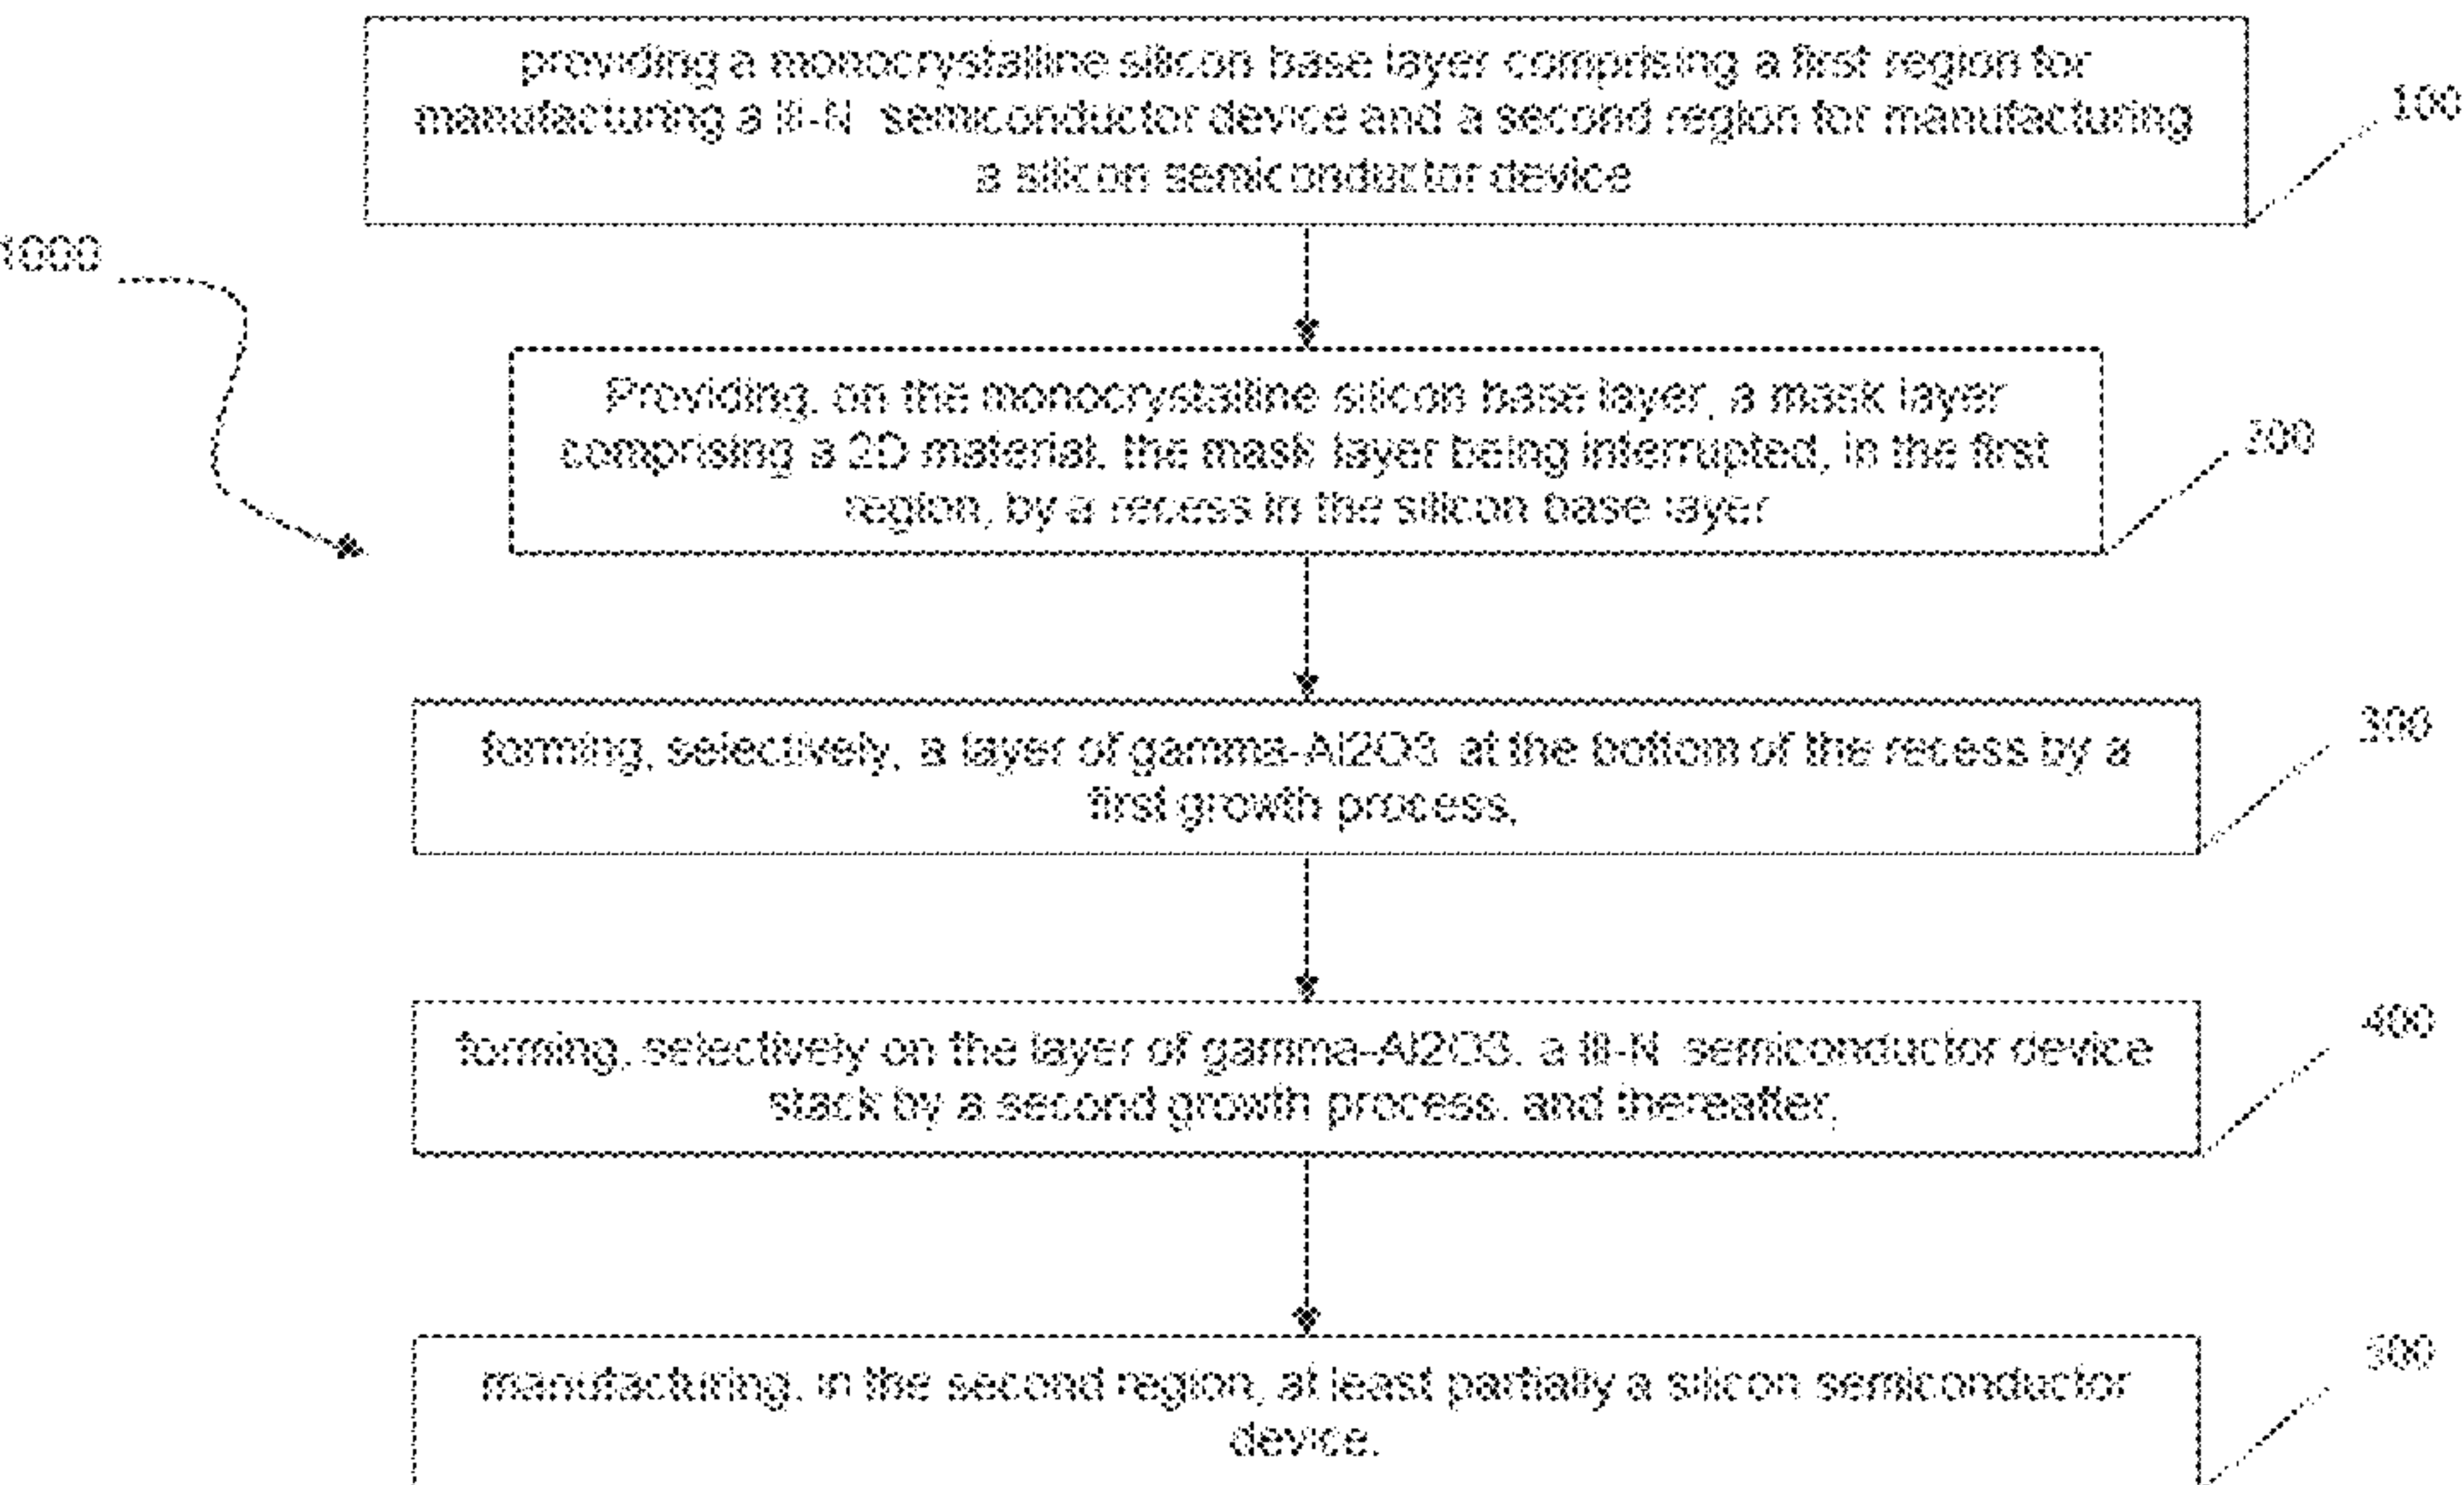 providing a monocrystalline silicon base layer comprising a first region for
manufacturing a III-N semiconductor device and a second region for manufacturing
a silicon semiconductor device
100
1000
Providing, on the monocrystalline silicon base layer, a mask layer
comprising a 2D material, the mask layer being interrupted, in the first
region, by a recess in the silicon base layer
200
forming, selectively, a layer of gamma-Al2O3 at the bottom of the recess by a
first growth process,
300
forming, selectively on the layer of gamma-Al2O3, a III-N semiconductor device
stack by a second growth process, and thereafter,
400
manufacturing, in the second region, at least partially a silicon semiconductor
device.
500